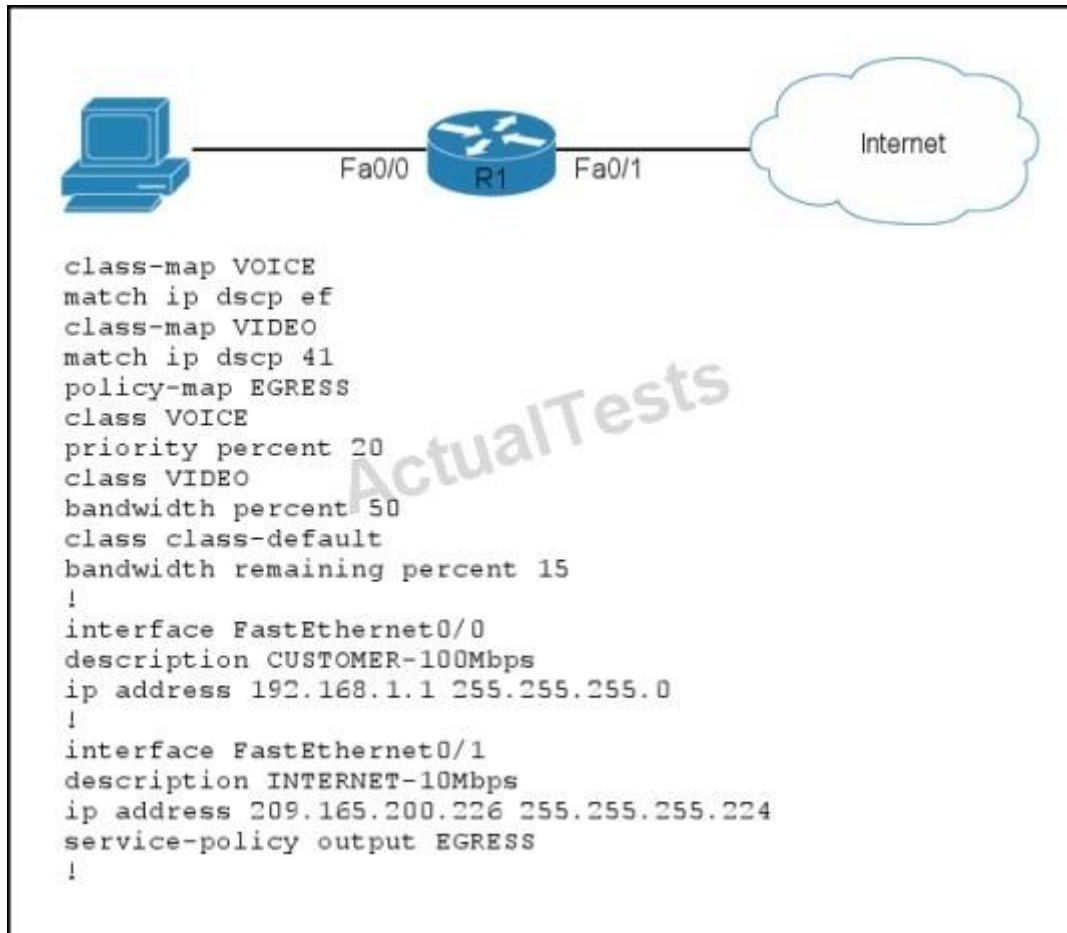 Internet
Fa0/0
R1
Fa0/1
class-map VOICE
match ip dscp ef
class-map VIDEO
match ip dscp 41
policy-map EGRESS
class VOICE
priority percent 20
class VIDEO
bandwidth percent 50
class class-default
bandwidth remaining percent 15
!
interface FastEthernet0/0
description CUSTOMER-100Mbps
ip address 192.168.1.1 255.255.255.0
!
interface FastEthernet0/1
description INTERNET-10Mbps
ip address 209.165.200.226 255.255.255.224
service-policy output EGRESS
!
ActualTests